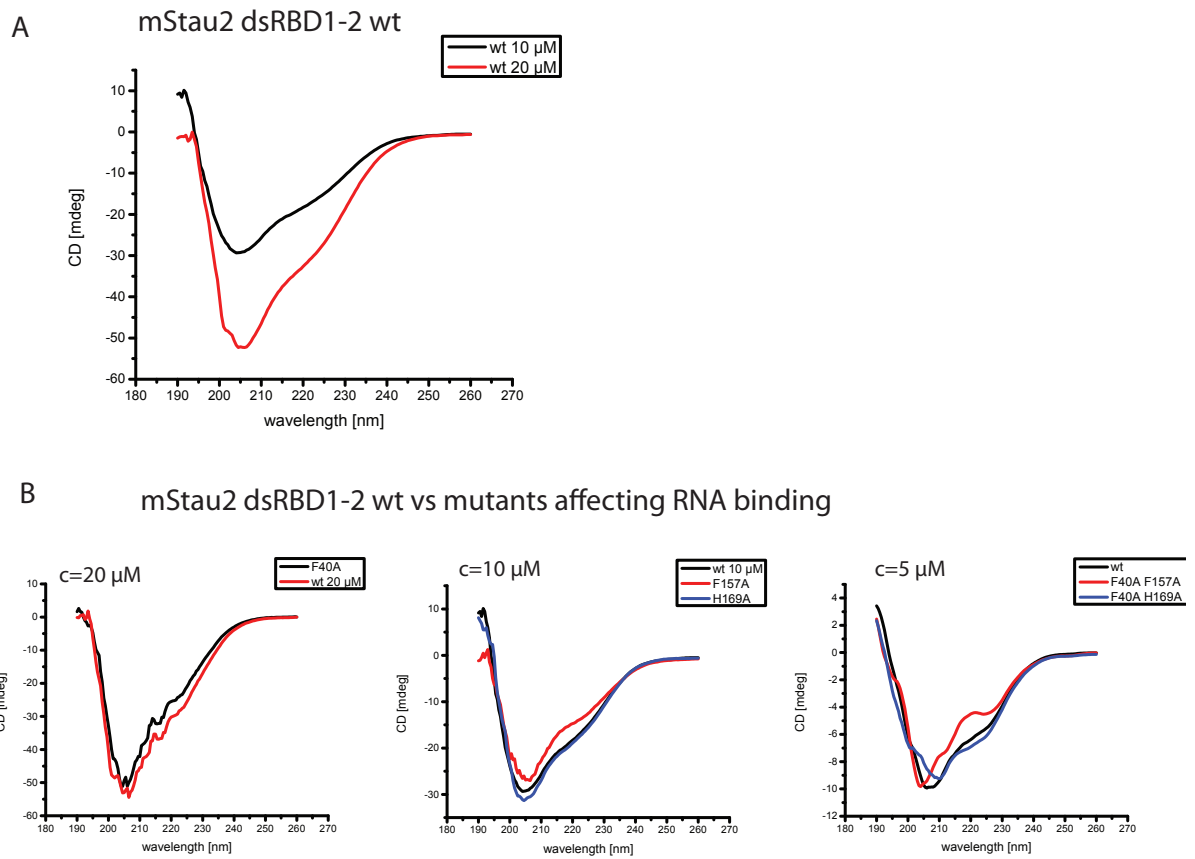 A
mStau2 dsRBD1-2 wt
wt 10 µM
wt 20 µM
10
0
-10
-20
-30
-40
-50
-60
CD [mdeg]
180 190 200 210 220 230 240 250 260 270
wavelength [nm]
B
mStau2 dsRBD1-2 wt vs mutants affecting RNA binding
c=20 µM
F40A
wt 20 µM
10
0
-10
-20
-30
-40
-50
-60
CD [mdeg]
180 190 200 210 220 230 240 250 260 270
wavelength [nm]
c=10 µM
wt 10 µM
F157A
H169A
10
0
-10
-20
-30
CD [mdeg]
180 190 200 210 220 230 240 250 260 270
wavelength [nm]
c=5 µM
wt
F40A F157A
F40A H169A
4
2
0
-2
-4
-6
-8
-10
-12
CD [mdeg]
180 190 200 210 220 230 240 250 260 270
wavelength [nm]